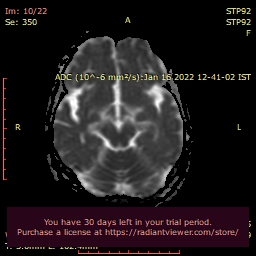 Im: 10/22
Se: 350
A
STP92
STP92
F
ADC (10^-6 mm²/s):Jan 16 2022 12-41-02 IST
R
L
You have 30 days left in your trial period.
Purchase a license at https://radiantviewer.com/store/